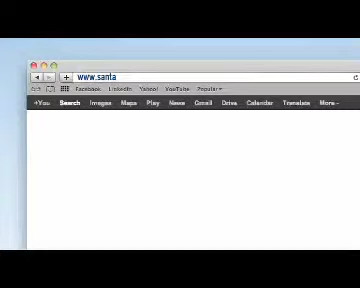 www.santa
Facebook LinkedIn Yahoo! YouTube Popular
+You Search Images Maps Play News Gmail Drive Calendar Translate More